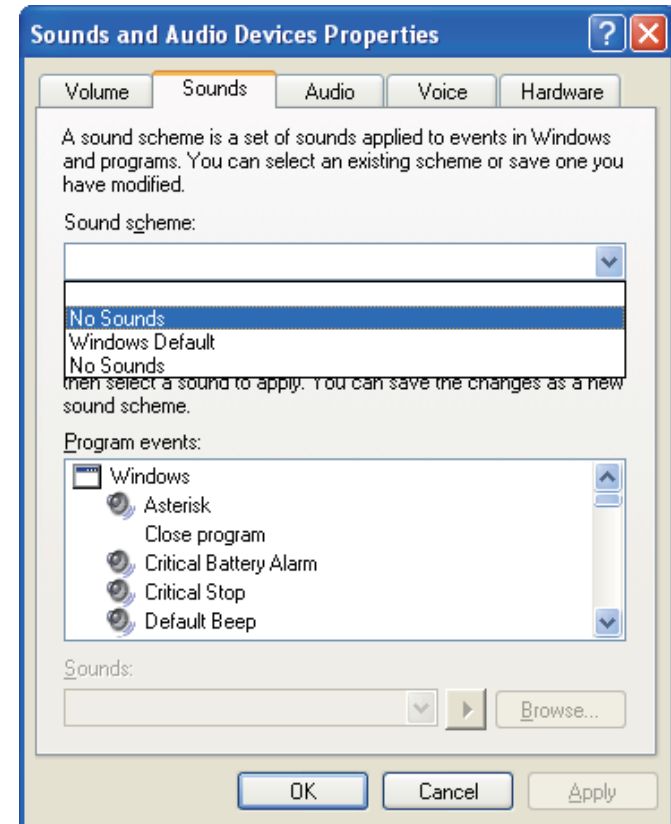 Sounds and Audio Devices Properties
Volume
Sounds
Audio
Voice
Hardware
A sound scheme is a set of sounds applied to events in Windows
and programs. You can select an existing scheme or save one you
have modified.
Sound scheme:
No Sounds
Windows Default
No Sounds
then select a sound to apply. You can save the changes as a new
sound scheme.
Program events:
Windows
Asterisk
Close program
Critical Battery Alarm
Critical Stop
Default Beep
Sounds:
Browse...
OK
Cancel
Apply